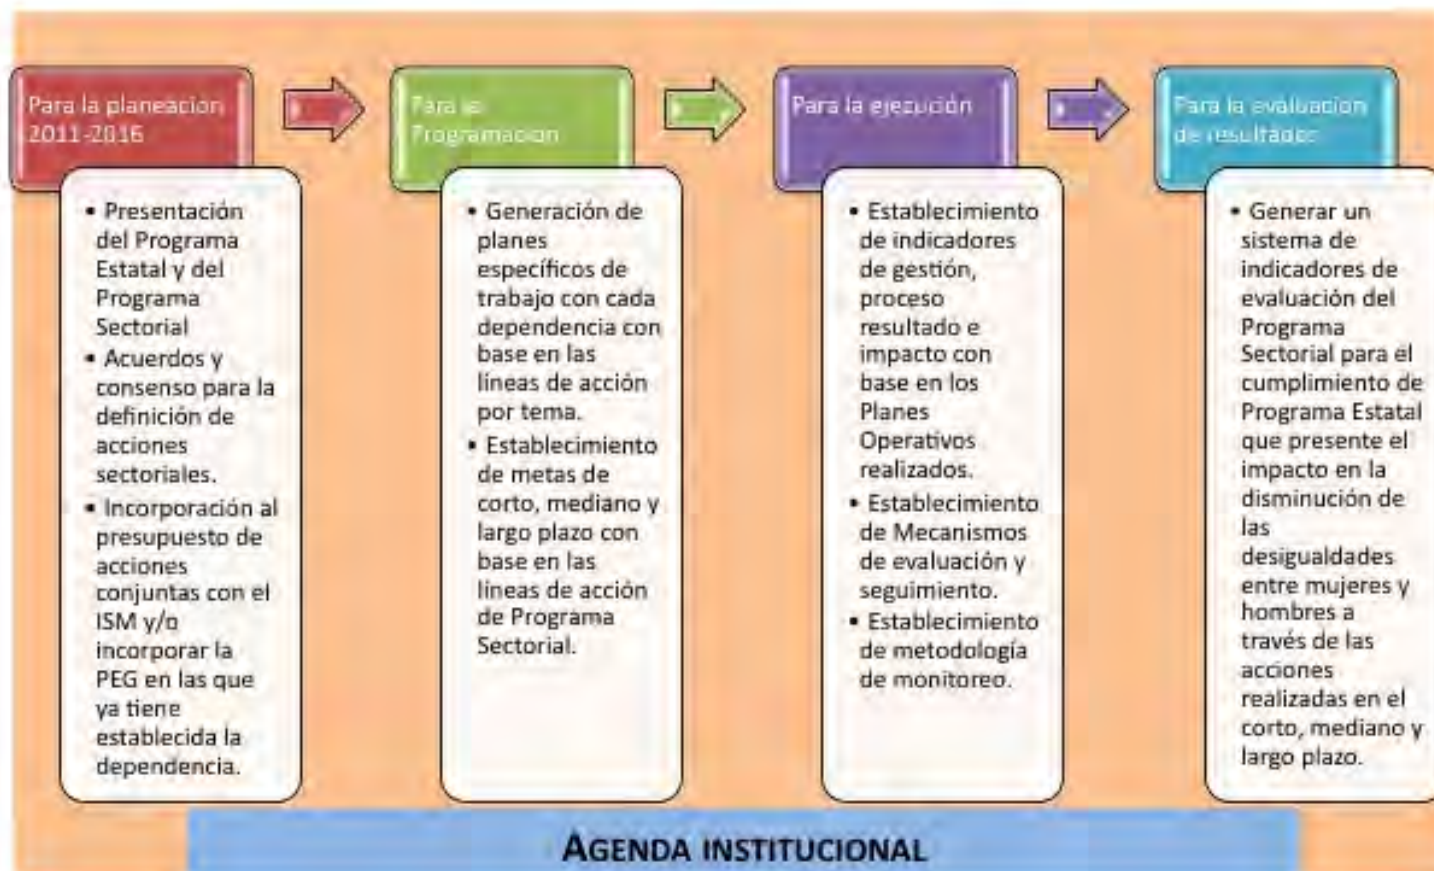 Para la planeacion
2011-2016
Para la
Programacion
Para la ejecución
Para la evaluacion
de resultados
• Presentación
del Programa
Estatal y del
Programa
Sectorial
• Acuerdos y
consenso para la
definición de
acciones
sectoriales.
• Incorporación al
presupuesto de
acciones
conjuntas con el
ISM y/o
incorporar la
PEG en las que
ya tiene
establecida la
dependencia.
• Generación de
planes
específicos de
trabajo con cada
dependencia con
base en las
líneas de acción
por tema.
• Establecimiento
de metas de
corto, mediano y
largo plazo con
base en las
líneas de acción
de Programa
Sectorial.
• Establecimiento
de indicadores
de gestión,
proceso
resultado e
impacto con
base en los
Planes
Operativos
realizados.
• Establecimiento
de Mecanismos
de evaluación y
seguimiento.
• Establecimiento
de metodología
de monitoreo.
• Generar un
sistema de
indicadores de
evaluación del
Programa
Sectorial para el
cumplimiento de
Programa Estatal
que presente el
impacto en la
disminución de
las
desigualdades
entre mujeres y
hombres a
través de las
acciones
realizadas en el
corto, mediano y
largo plazo.
AGENDA INSTITUCIONAL